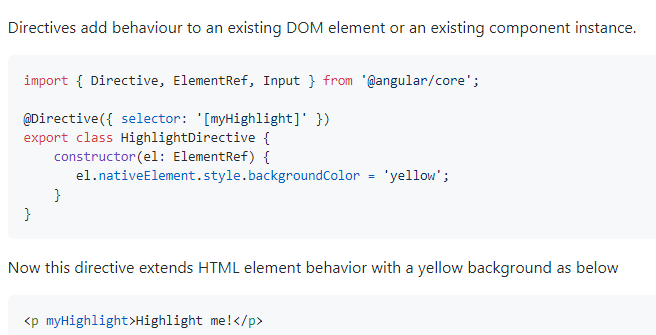 Directives add behaviour to an existing DOM element or an existing component instance.
import { Directive, ElementRef, Input } from '@angular/core';
@Directive({ selector: '[myHighlight]' })
export class HighlightDirective {
constructor(el: ElementRef) {
el.nativeElement.style.backgroundColor = 'yellow';
}
}
Now this directive extends HTML element behavior with a yellow background as below
<p myHighlight>Highlight me!</p>